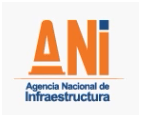 ANI
Agencia Nacional de
Infraestructura